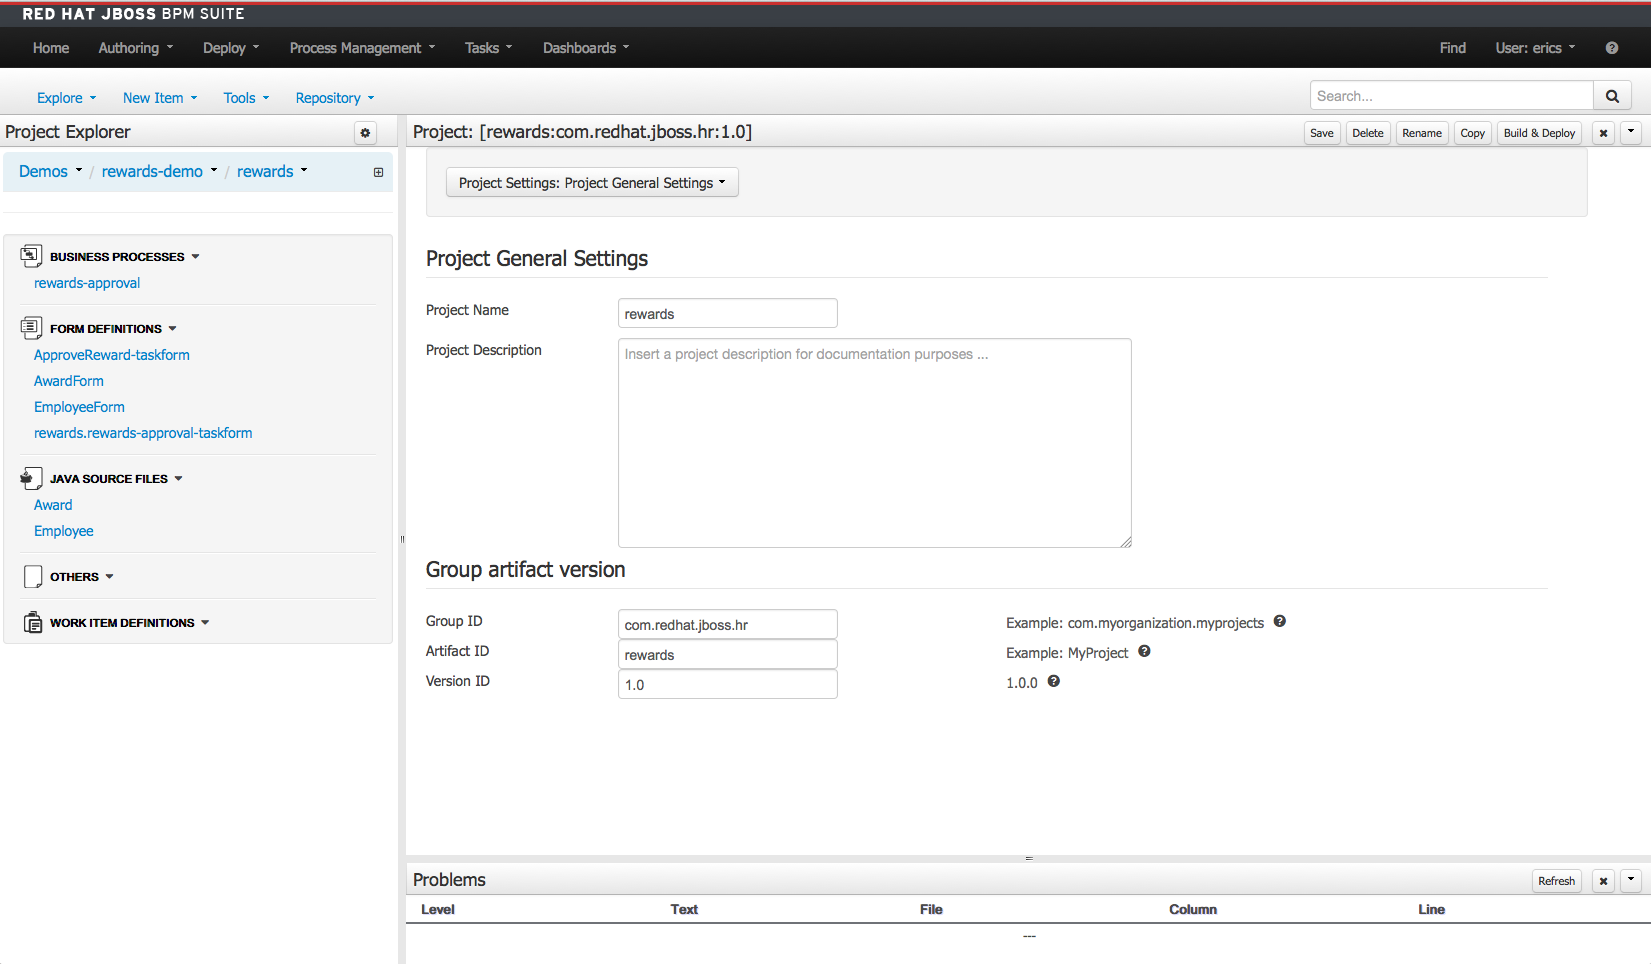 RED HAT JBOSS BPM SUITE
Home Authoring Deploy Process Management Tasks Dashboards Find User: erics
Explore New Item Tools Repository Search...
Project Explorer
Demos / rewards-demo / rewards
BUSINESS PROCESSES
rewards-approval
FORM DEFINITIONS
ApproveReward-taskform
AwardForm
EmployeeForm
rewards.rewards-approval-taskform
JAVA SOURCE FILES
Award
Employee
OTHERS
WORK ITEM DEFINITIONS
Project: [rewards:com.redhat.jboss.hr:1.0]
Save Delete Rename Copy Build & Deploy
Project Settings: Project General Settings
Project General Settings
Project Name rewards
Project Description Insert a project description for documentation purposes ...
Group artifact version
Group ID com.redhat.jboss.hr Example: com.myorganization.myprojects
Artifact ID rewards Example: MyProject
Version ID 1.0 1.0.0
Problems Refresh
Level Text File Column Line
---